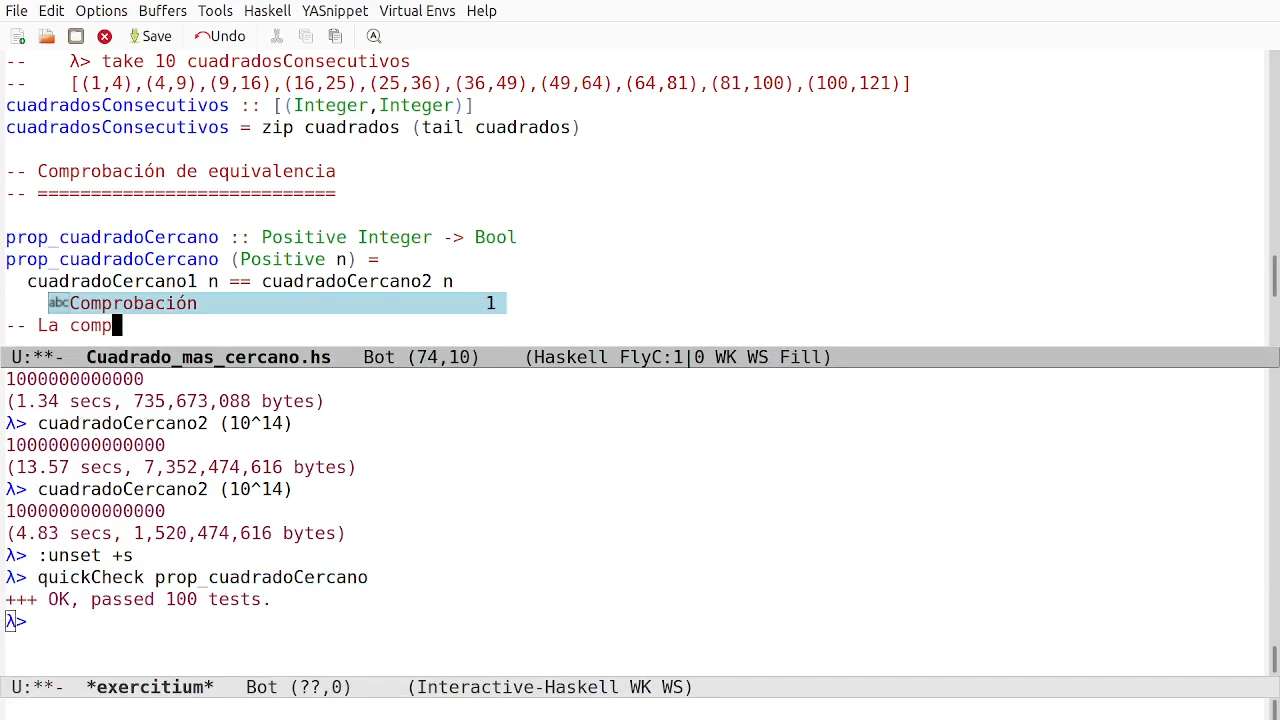 File Edit Options Buffers Tools Haskell YASnippet Virtual Envs Help
Save Undo
--    λ> take 10 cuadradosConsecutivos
--    [(1,4),(4,9),(9,16),(16,25),(25,36),(36,49),(49,64),(64,81),(81,100),(100,121)]
cuadradosConsecutivos :: [(Integer,Integer)]
cuadradosConsecutivos = zip cuadrados (tail cuadrados)
-- Comprobación de equivalencia
-- ============================
prop_cuadradoCercano :: Positive Integer -> Bool
prop_cuadradoCercano (Positive n) =
  cuadradoCercano1 n == cuadradoCercano2 n
abc Comprobación 1
-- La comp
U:**-  Cuadrado_mas_cercano.hs   Bot (74,10)    (Haskell FlyC:1|0 WK WS Fill)
1000000000000
(1.34 secs, 735,673,088 bytes)
λ> cuadradoCercano2 (10^14)
100000000000000
(13.57 secs, 7,352,474,616 bytes)
λ> cuadradoCercano2 (10^14)
100000000000000
(4.83 secs, 1,520,474,616 bytes)
λ> :unset +s
λ> quickCheck prop_cuadradoCercano
+++ OK, passed 100 tests.
λ>
U:**-  *exercitium*   Bot (??,0)     (Interactive-Haskell WK WS)